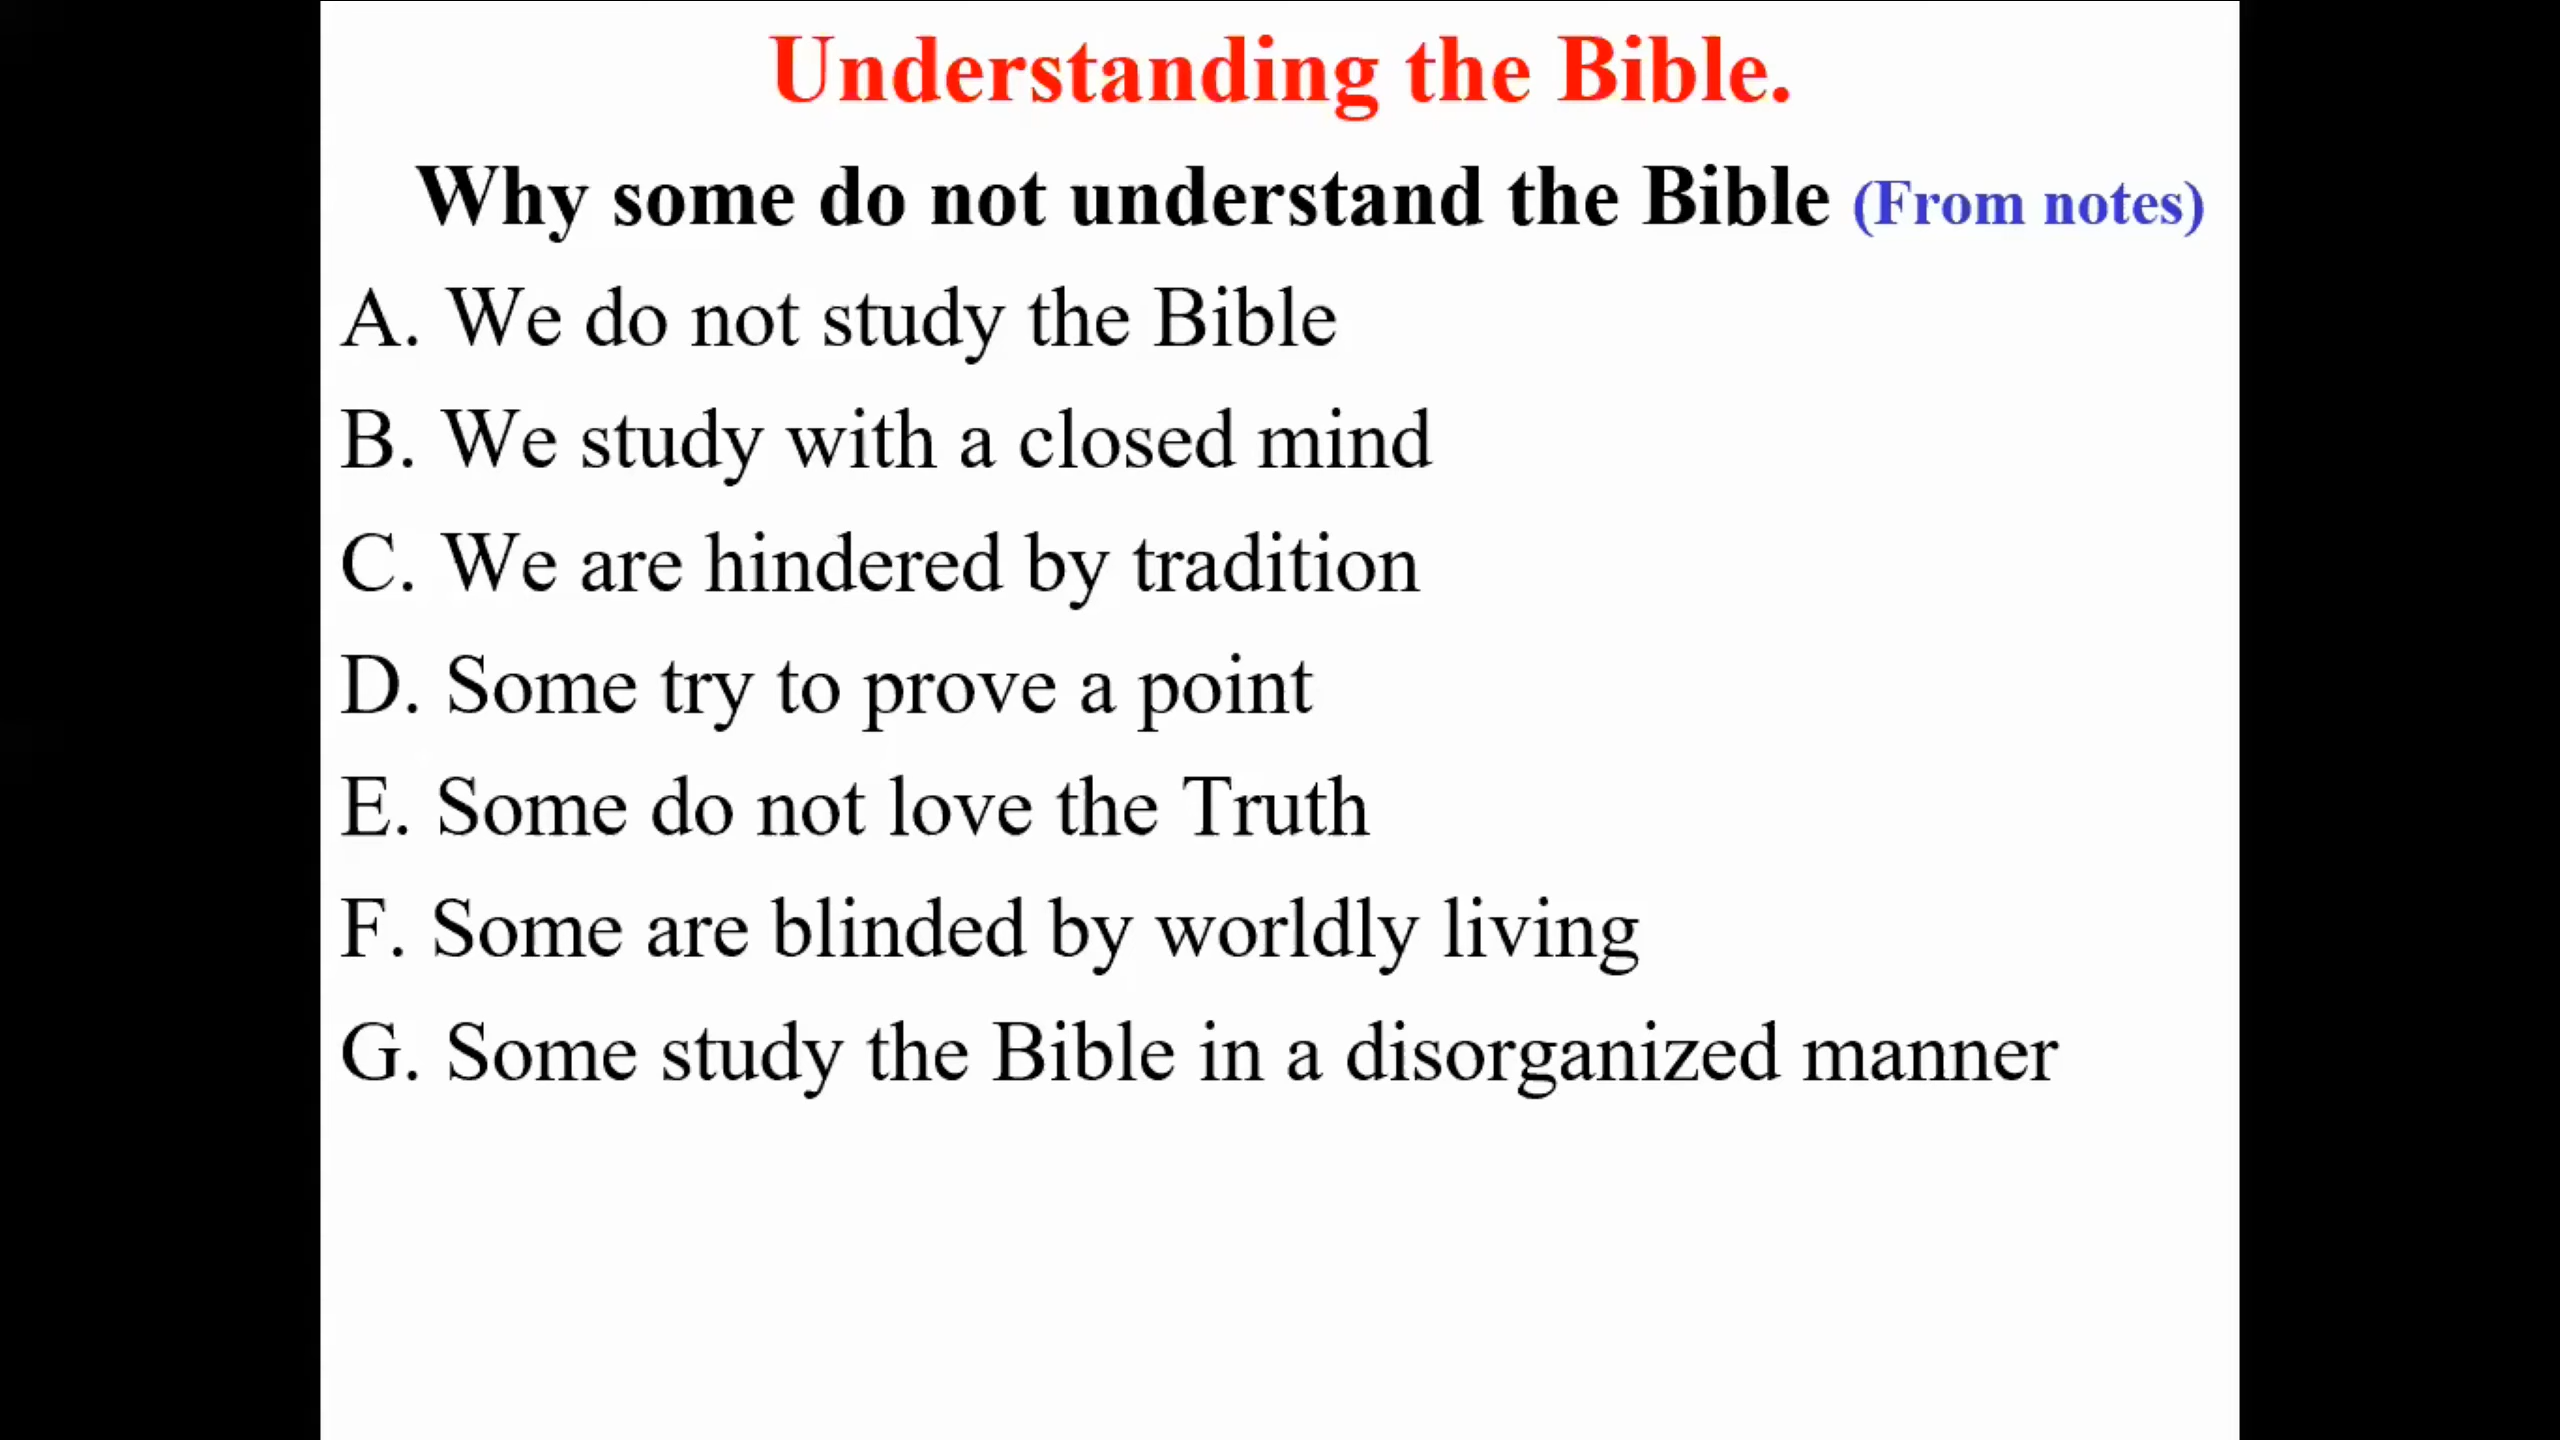 Understanding the Bible.
Why some do not understand the Bible (From notes)
A. We do not study the Bible
B. We study with a closed mind
C. We are hindered by tradition
D. Some try to prove a point
E. Some do not love the Truth
F. Some are blinded by worldly living
G. Some study the Bible in a disorganized manner